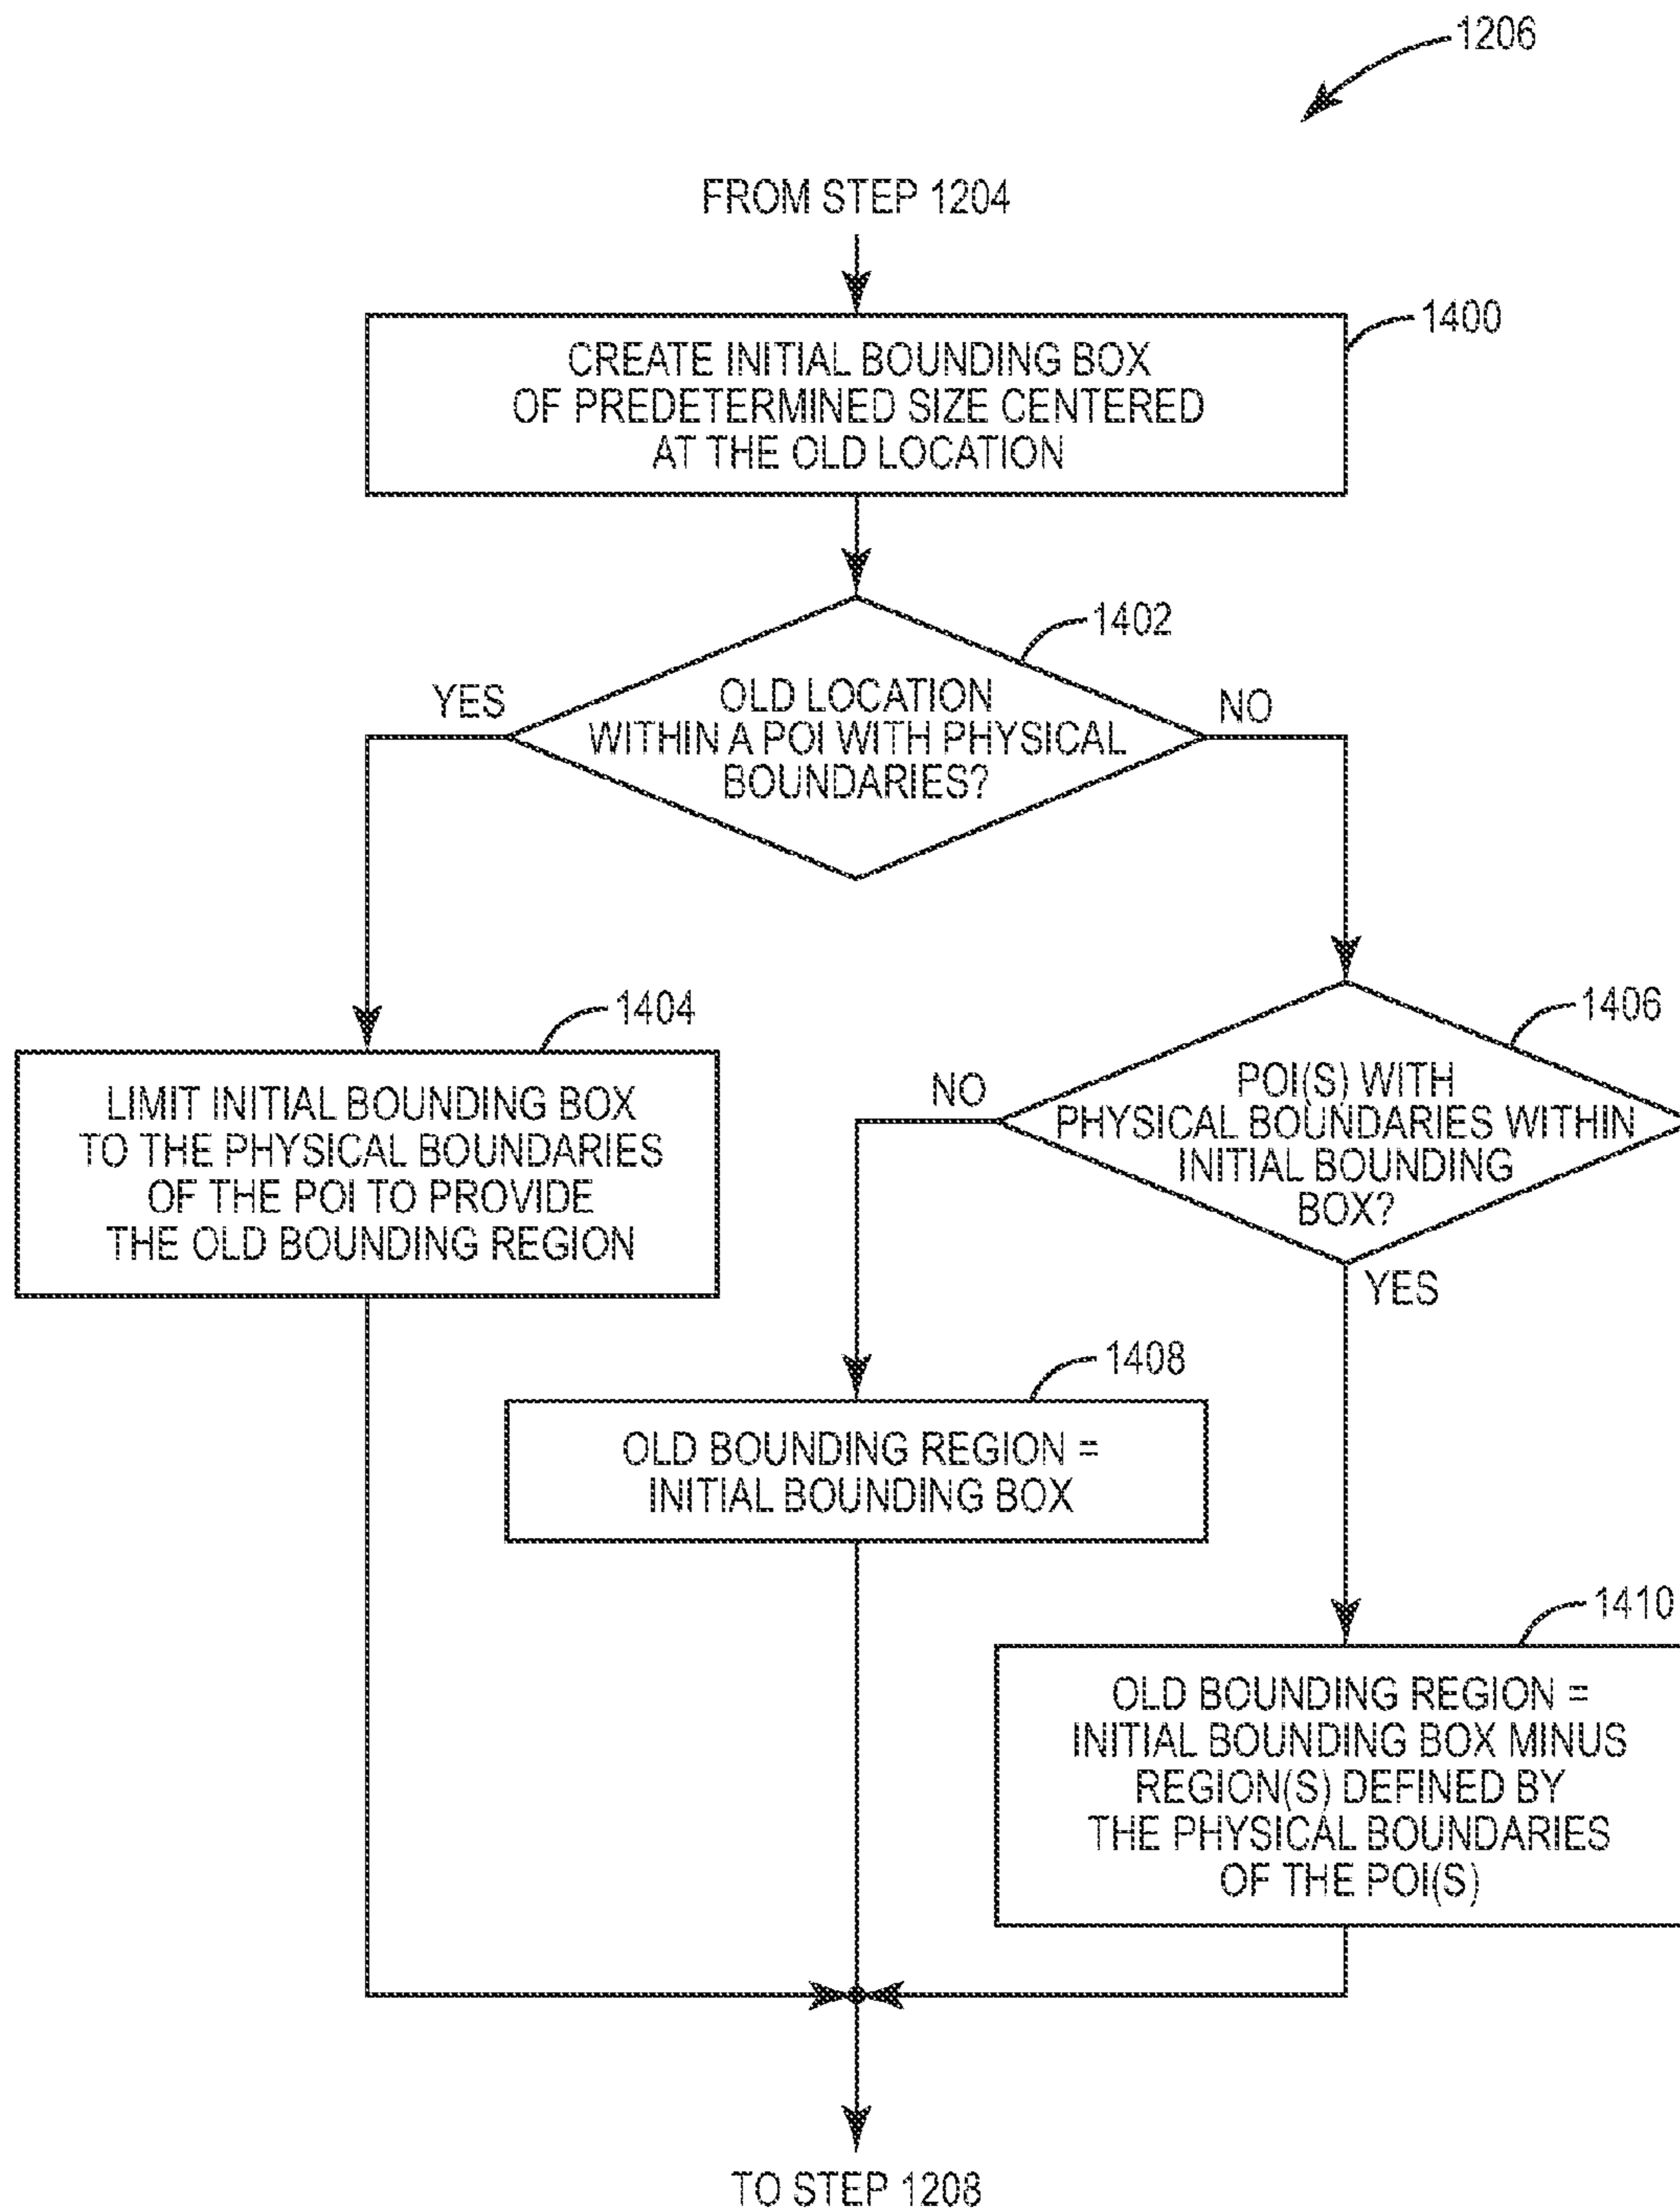 1206
FROM STEP 1204
1400
CREATE INITIAL BOUNDING BOX
OF PREDETERMINED SIZE CENTERED
AT THE OLD LOCATION
1402
YES
OLD LOCATION
WITHIN A POI WITH PHYSICAL
BOUNDARIES?
NO
1404
LIMIT INITIAL BOUNDING BOX
TO THE PHYSICAL BOUNDARIES
OF THE POI TO PROVIDE
THE OLD BOUNDING REGION
1406
NO
POI(S) WITH
PHYSICAL BOUNDARIES WITHIN
INITIAL BOUNDING
BOX?
YES
1408
OLD BOUNDING REGION =
INITIAL BOUNDING BOX
1410
OLD BOUNDING REGION =
INITIAL BOUNDING BOX MINUS
REGION(S) DEFINED BY
THE PHYSICAL BOUNDARIES
OF THE POI(S)
TO STEP 1208